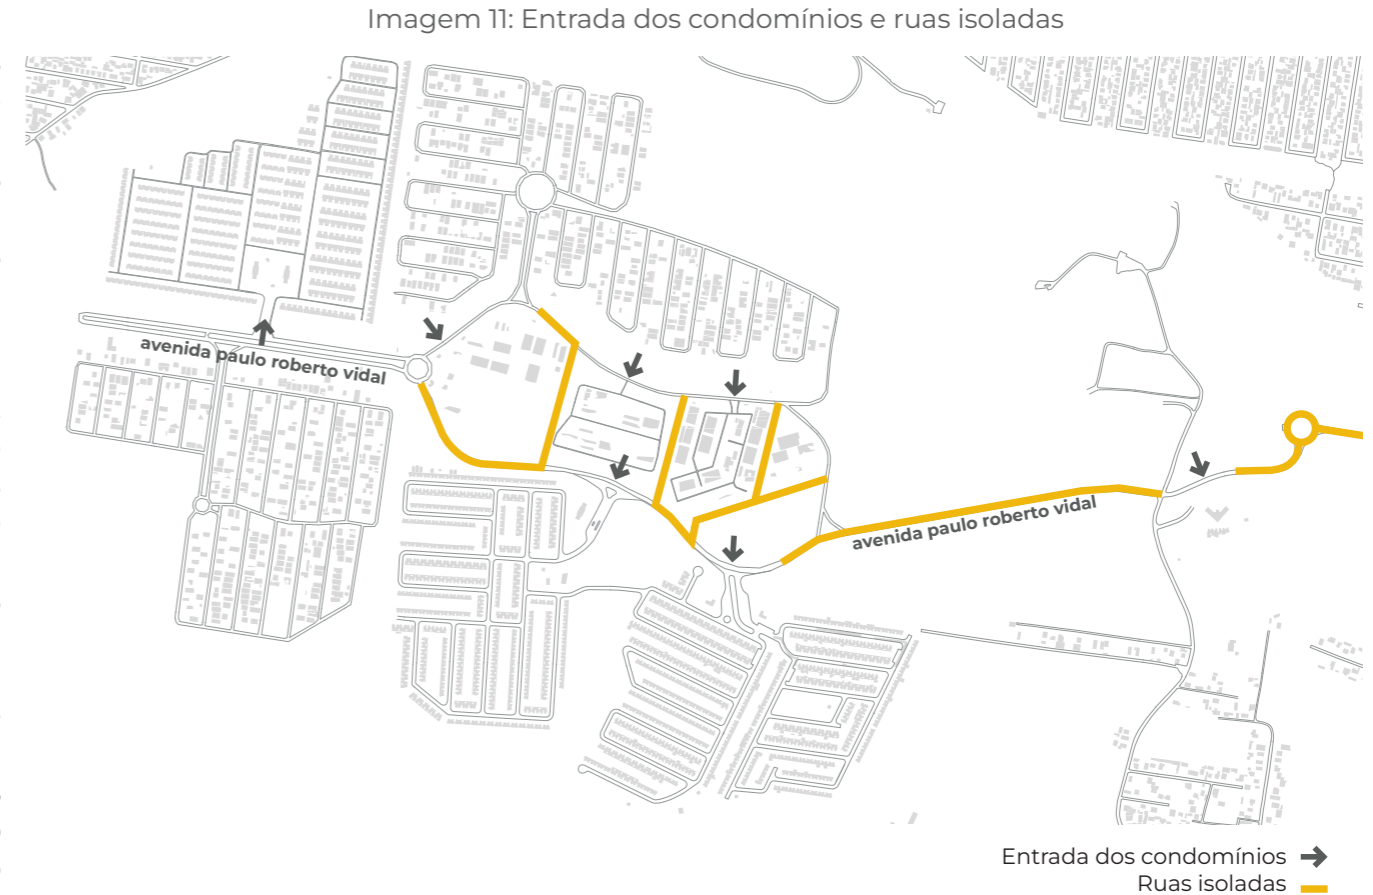 Imagem 11: Entrada dos condomínios e ruas isoladas
avenida paulo roberto vidal
avenida paulo roberto vidal
Entrada dos condomínios
Ruas isoladas